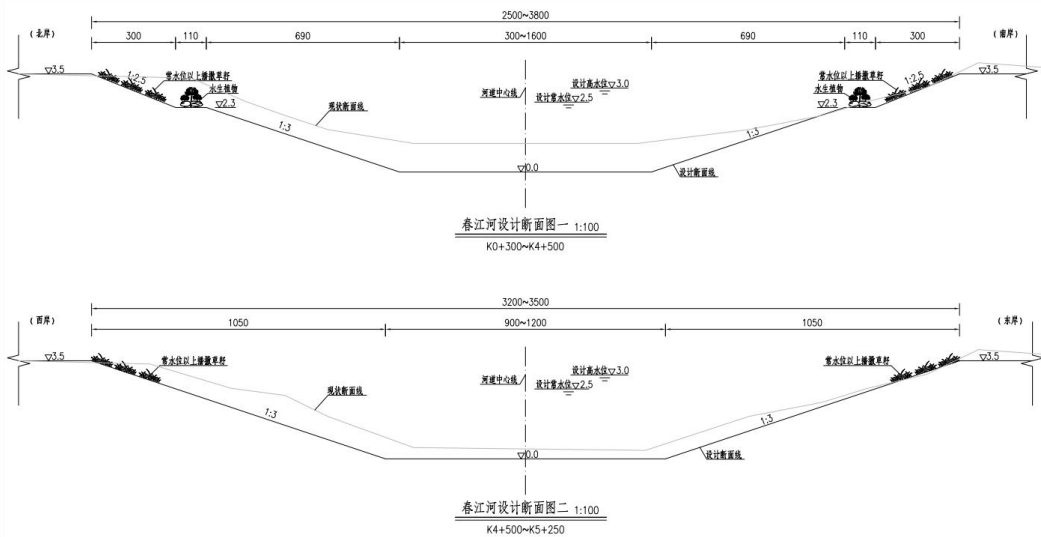 2500~3800
300 110 690 300~1600 690 110 300
(北岸) (南岸)
▽3.5 1:2.5 常水位以上播撒草籽 水生植物 ▽2.3
1:3 现状断面线
河道中心线 设计高水位▽3.0
设计常水位▽2.5
常水位以上播撒草籽 水生植物 ▽2.3 1:2.5 ▽3.5
1:3 设计断面线
▽0.0
春江河设计断面图一 1:100
K0+300~K4+500
3200~3500
1050 900~1200 1050
(西岸) (东岸)
▽3.5 常水位以上播撒草籽
1:3 现状断面线
河道中心线 设计高水位▽3.0
设计常水位▽2.5
常水位以上播撒草籽 ▽3.5
1:3 设计断面线
▽0.0
春江河设计断面图二 1:100
K4+500~K5+250